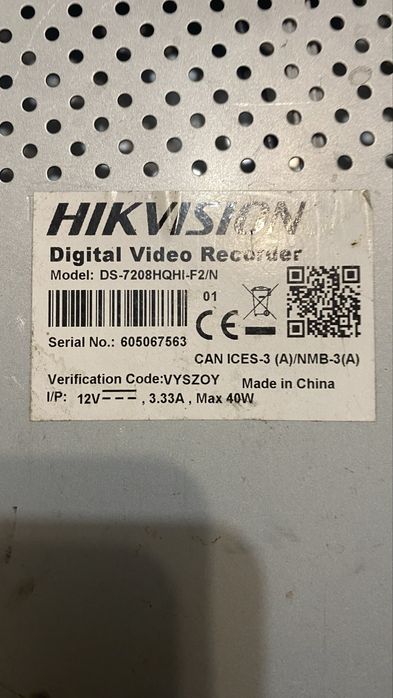 HIKVISION
Digital Video Recorder
Model: DS-7208HQHI-F2/N
01
CE
Serial No.: 605067563
CAN ICES-3 (A)/NMB-3(A)
Verification Code:VYSZOY Made in China
I/P: 12V , 3.33A , Max 40W